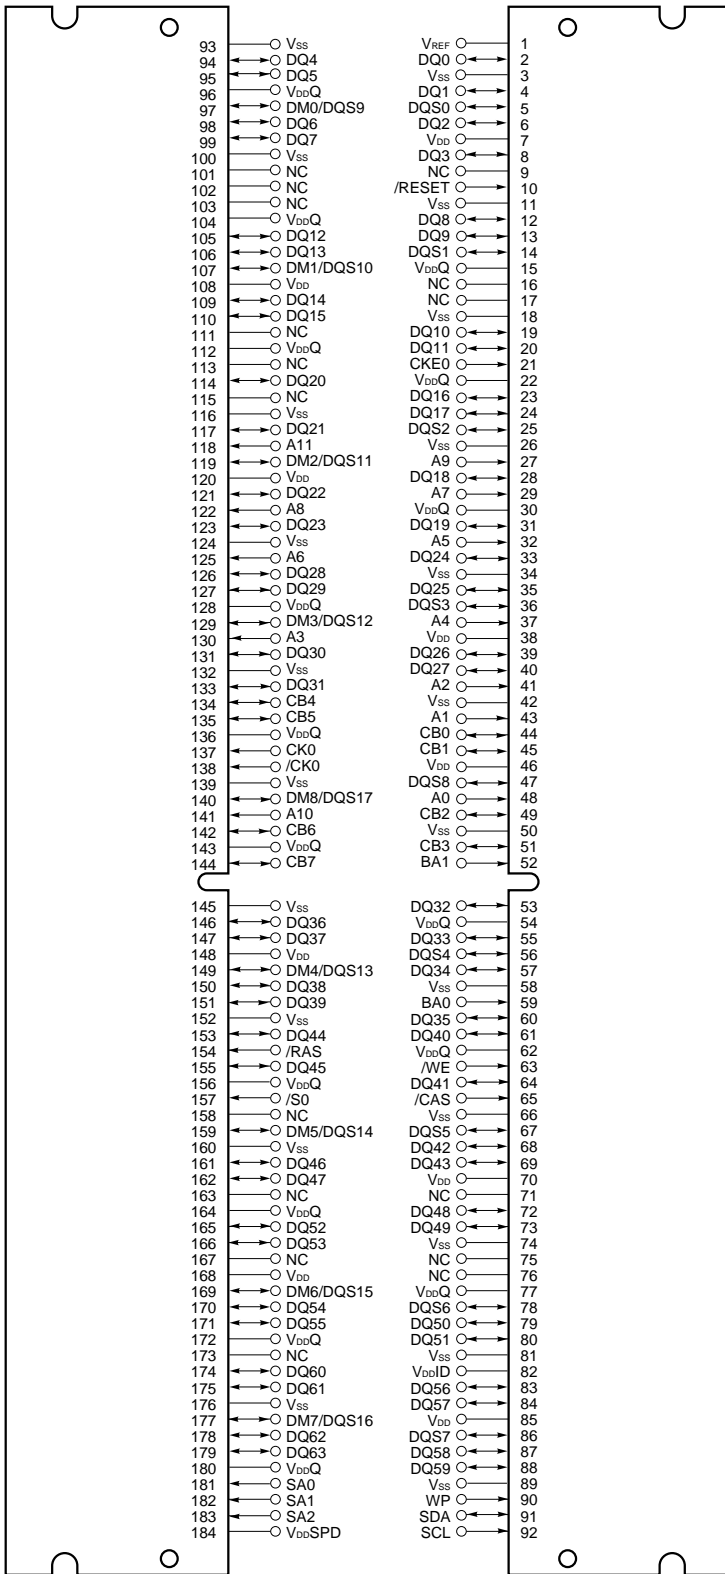 93 Vss VREF 1
94 DQ4 DQ0 2
95 DQ5 Vss 3
96 VDDQ DQ1 4
97 DM0/DQS9 DQS0 5
98 DQ6 DQ2 6
99 DQ7 VDD 7
100 Vss DQ3 8
101 NC NC 9
102 NC /RESET 10
103 NC Vss 11
104 VDDQ DQ8 12
105 DQ12 DQ9 13
106 DQ13 DQS1 14
107 DM1/DQS10 VDDQ 15
108 VDD NC 16
109 DQ14 NC 17
110 DQ15 Vss 18
111 NC DQ10 19
112 VDDQ DQ11 20
113 NC CKE0 21
114 DQ20 VDDQ 22
115 NC DQ16 23
116 Vss DQ17 24
117 DQ21 DQS2 25
118 A11 Vss 26
119 DM2/DQS11 A9 27
120 VDD DQ18 28
121 DQ22 A7 29
122 A8 VDDQ 30
123 DQ23 DQ19 31
124 Vss A5 32
125 A6 DQ24 33
126 DQ28 Vss 34
127 DQ29 DQ25 35
128 VDDQ DQS3 36
129 DM3/DQS12 A4 37
130 A3 VDD 38
131 DQ30 DQ26 39
132 Vss DQ27 40
133 DQ31 A2 41
134 CB4 Vss 42
135 CB5 A1 43
136 VDDQ CB0 44
137 CK0 CB1 45
138 /CK0 VDD 46
139 Vss DQS8 47
140 DM8/DQS17 A0 48
141 A10 CB2 49
142 CB6 Vss 50
143 VDDQ CB3 51
144 CB7 BA1 52
145 Vss DQ32 53
146 DQ36 VDDQ 54
147 DQ37 DQ33 55
148 VDD DQS4 56
149 DM4/DQS13 DQ34 57
150 DQ38 Vss 58
151 DQ39 BA0 59
152 Vss DQ35 60
153 DQ44 DQ40 61
154 /RAS VDDQ 62
155 DQ45 /WE 63
156 VDDQ DQ41 64
157 /S0 /CAS 65
158 NC Vss 66
159 DM5/DQS14 DQS5 67
160 Vss DQ42 68
161 DQ46 DQ43 69
162 DQ47 VDD 70
163 NC NC 71
164 VDDQ DQ48 72
165 DQ52 DQ49 73
166 DQ53 Vss 74
167 NC NC 75
168 VDD NC 76
169 DM6/DQS15 VDDQ 77
170 DQ54 DQS6 78
171 DQ55 DQ50 79
172 VDDQ DQ51 80
173 NC Vss 81
174 DQ60 VDDID 82
175 DQ61 DQ56 83
176 Vss DQ57 84
177 DM7/DQS16 VDD 85
178 DQ62 DQS7 86
179 DQ63 DQ58 87
180 VDDQ DQ59 88
181 SA0 Vss 89
182 SA1 WP 90
183 SA2 SDA 91
184 VDDSPD SCL 92